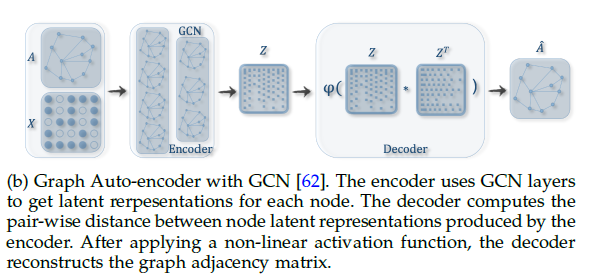 A
X
GCN
Encoder
Z
φ(
Z
*
Zᵀ
)
Decoder
Â
(b) Graph Auto-encoder with GCN [62]. The encoder uses GCN layers
to get latent rerpesentations for each node. The decoder computes the
pair-wise distance between node latent representations produced by the
encoder. After applying a non-linear activation function, the decoder
reconstructs the graph adjacency matrix.